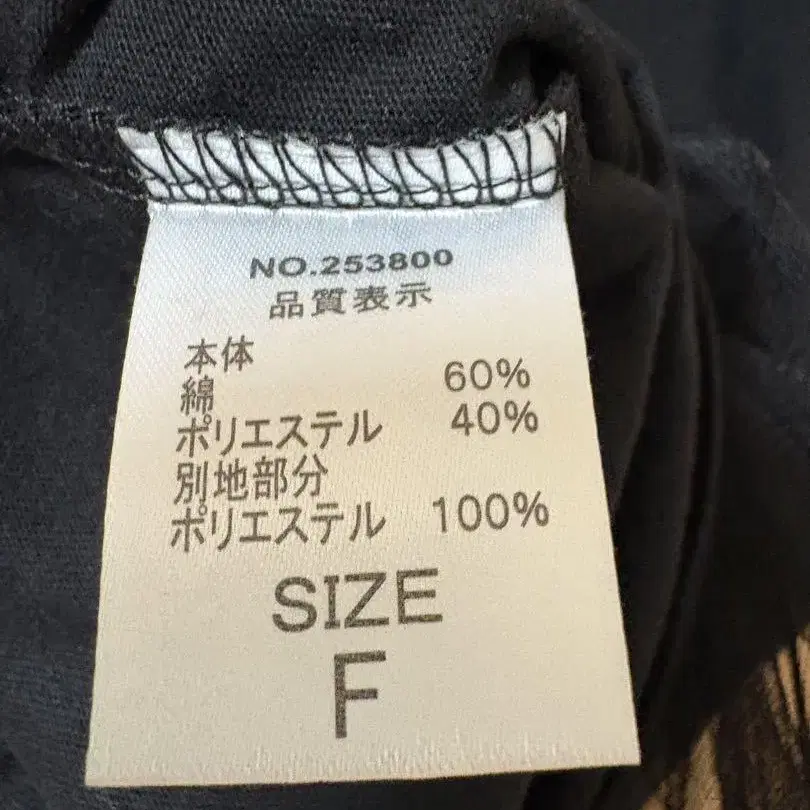 NO.253800
品質表示
本体
綿 60%
ポリエステル 40%
別地部分
ポリエステル 100%
SIZE
F